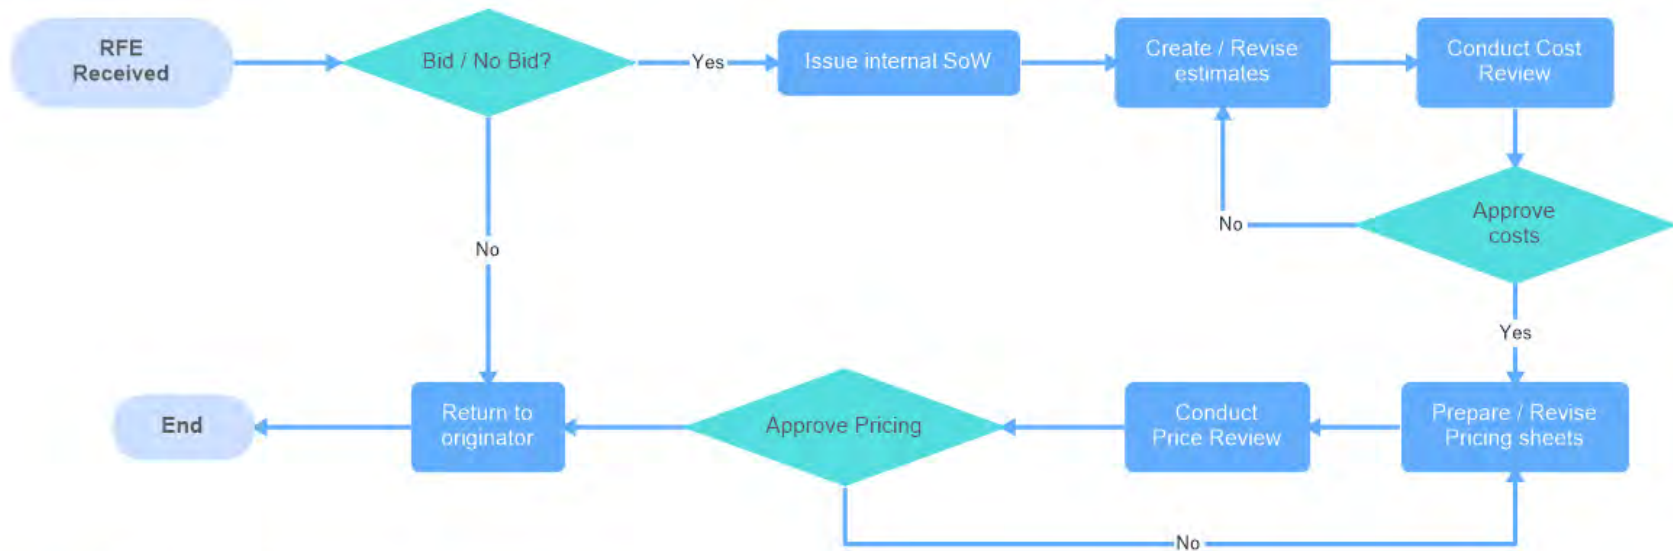 RFE
Received
Bid / No Bid?
Yes
Issue internal SoW
Create / Revise
estimates
Conduct Cost
Review
No
Approve
costs
No
Yes
End
Return to
originator
Approve Pricing
Conduct
Price Review
Prepare / Revise
Pricing sheets
No